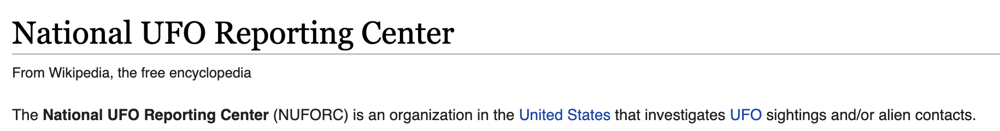 National UFO Reporting Center
From Wikipedia, the free encyclopedia
The National UFO Reporting Center (NUFORC) is an organization in the United States that investigates UFO sightings and/or alien contacts.